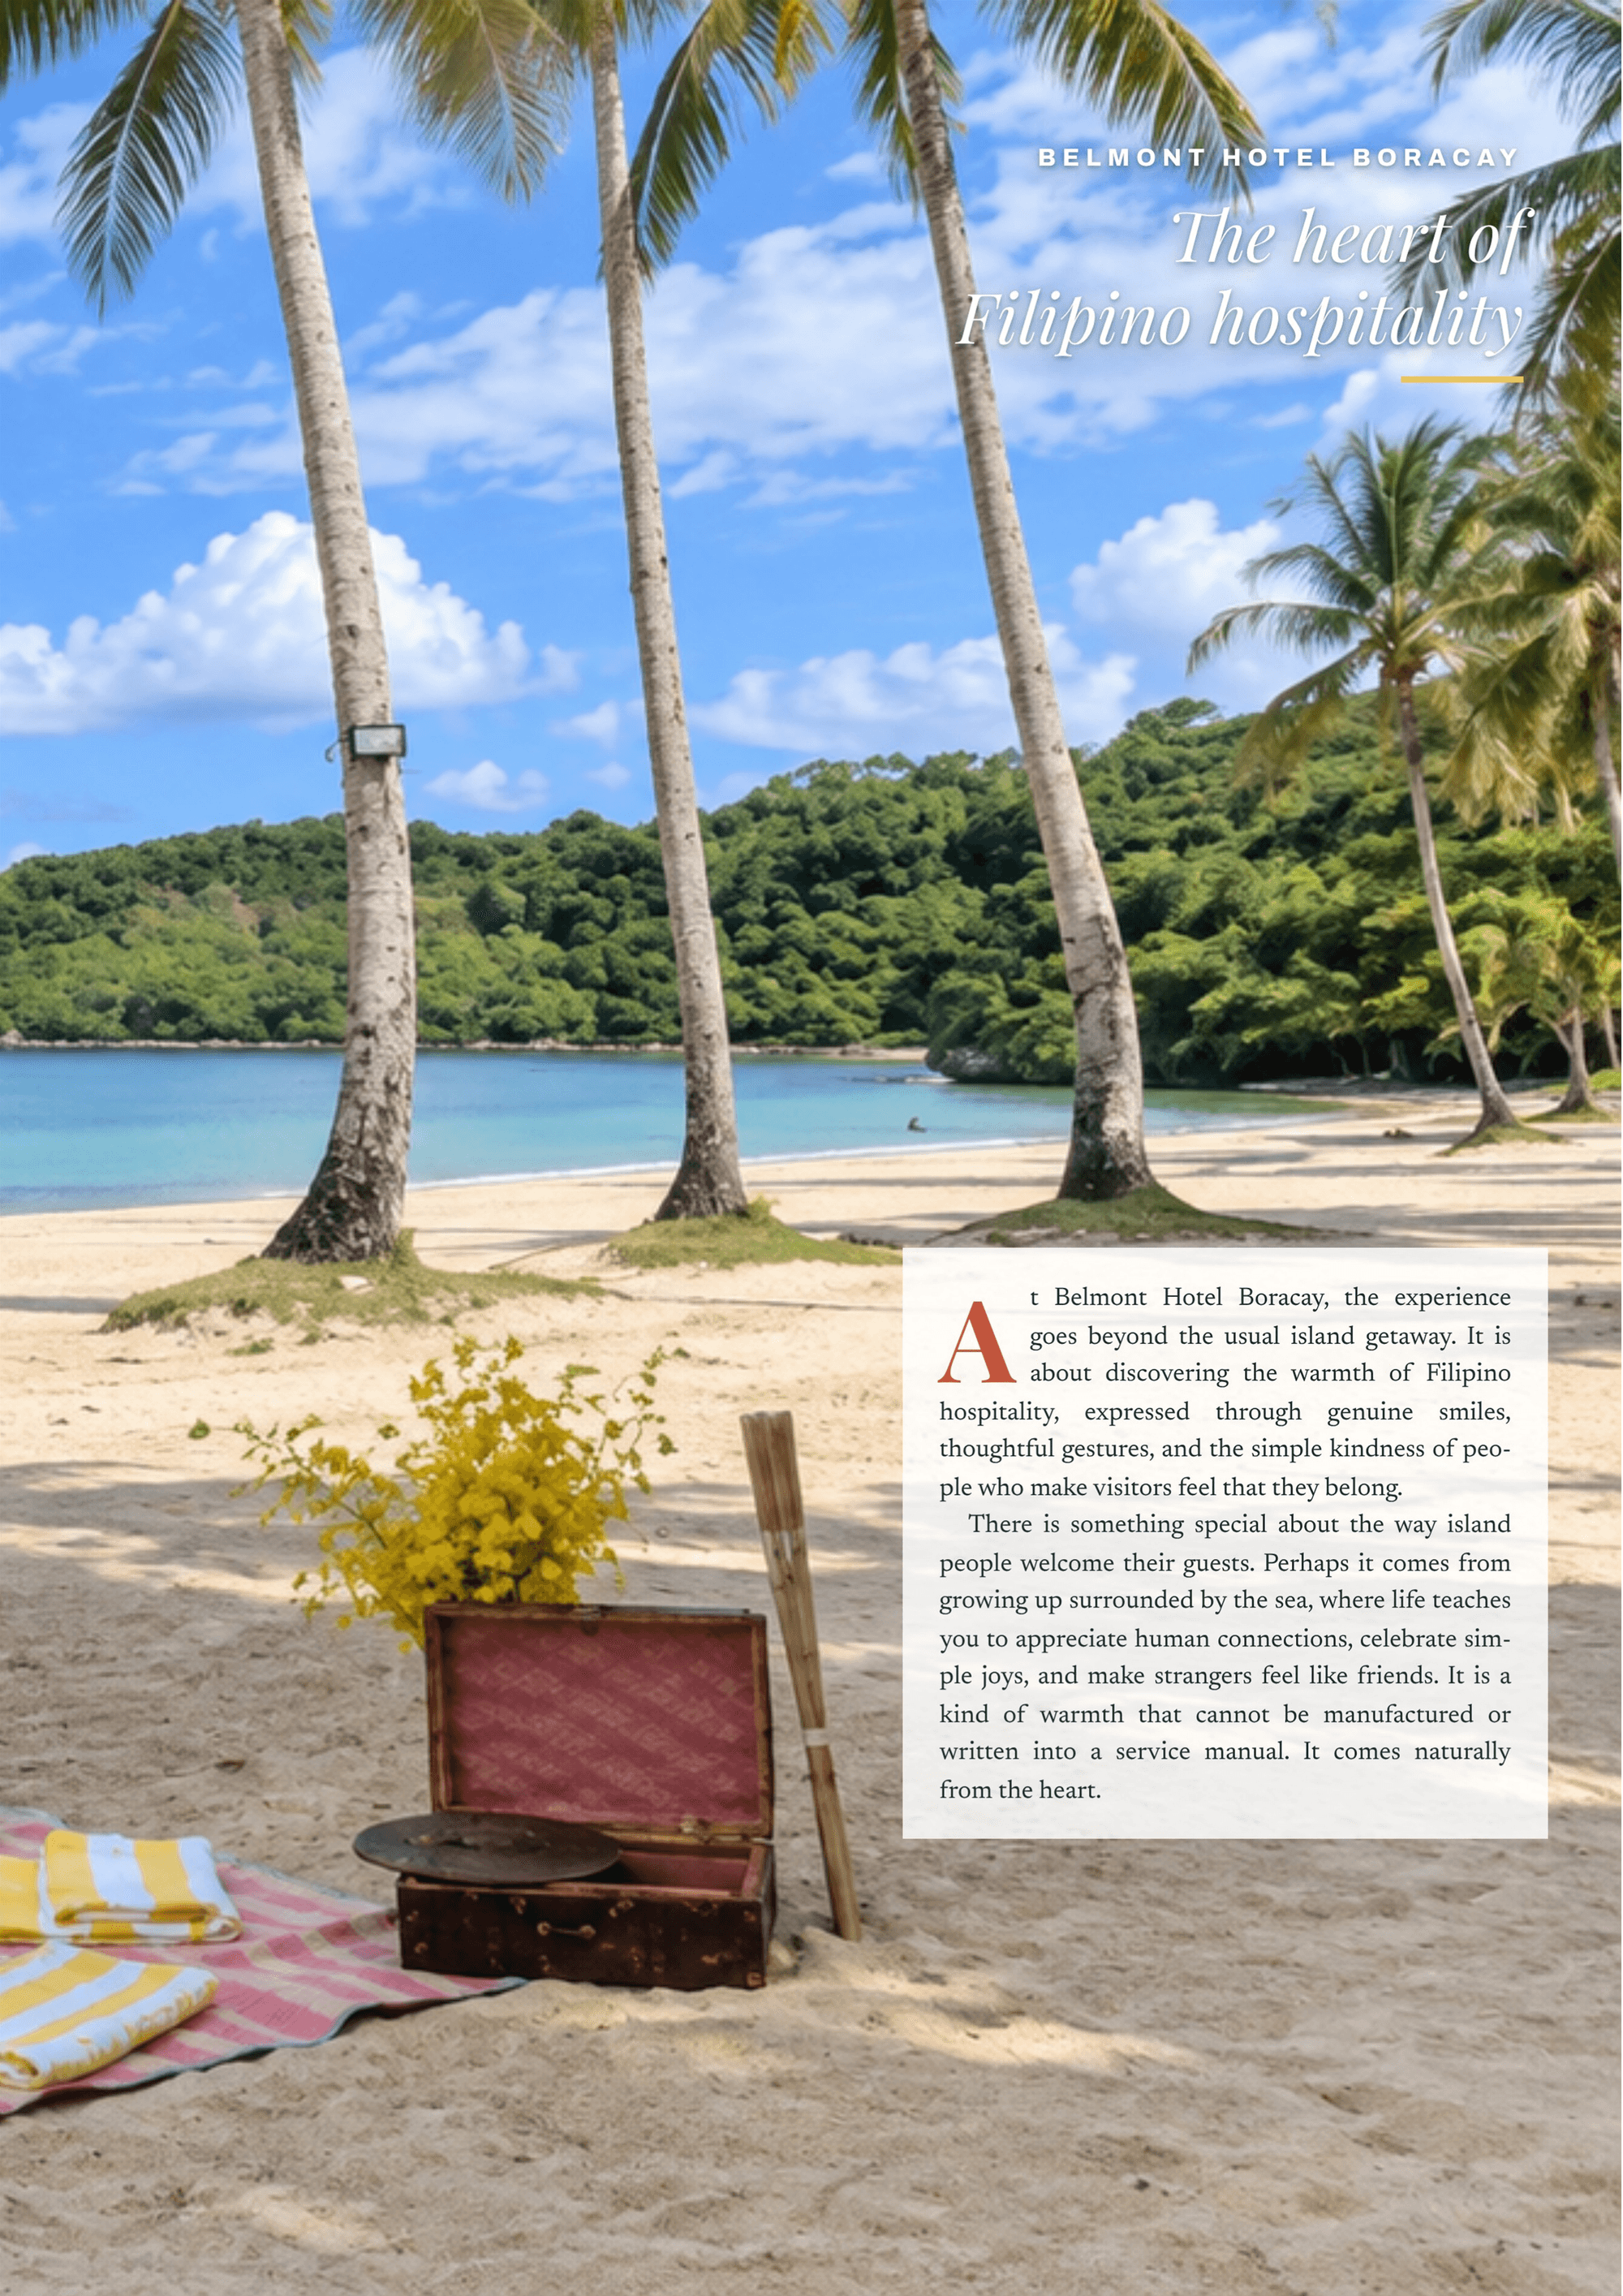 BELMONT HOTEL BORACAY
The heart of
Filipino hospitality
At Belmont Hotel Boracay, the experience
goes beyond the usual island getaway. It is
about discovering the warmth of Filipino
hospitality, expressed through genuine smiles,
thoughtful gestures, and the simple kindness of peo-
ple who make visitors feel that they belong.
There is something special about the way island
people welcome their guests. Perhaps it comes from
growing up surrounded by the sea, where life teaches
you to appreciate human connections, celebrate sim-
ple joys, and make strangers feel like friends. It is a
kind of warmth that cannot be manufactured or
written into a service manual. It comes naturally
from the heart.